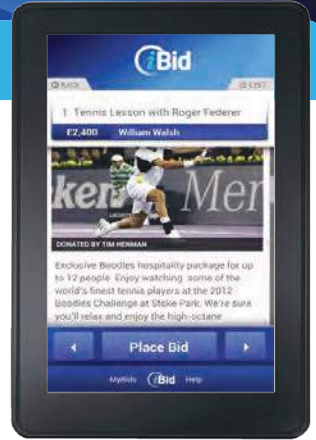 iBid
BACK
LIST
1 Tennis Lesson with Roger Federer
£2,400 William Walsh
ken Mer
DONATED BY TIM HENMAN
Exclusive Boodles hospitality package for up
to 12 people. Enjoy watching some of the
world's finest tennis players at the 2012
Boodles Challenge at Stoke Park. We're sure
you'll relax and enjoy the high-octane
Place Bid
MyBids iBid Help